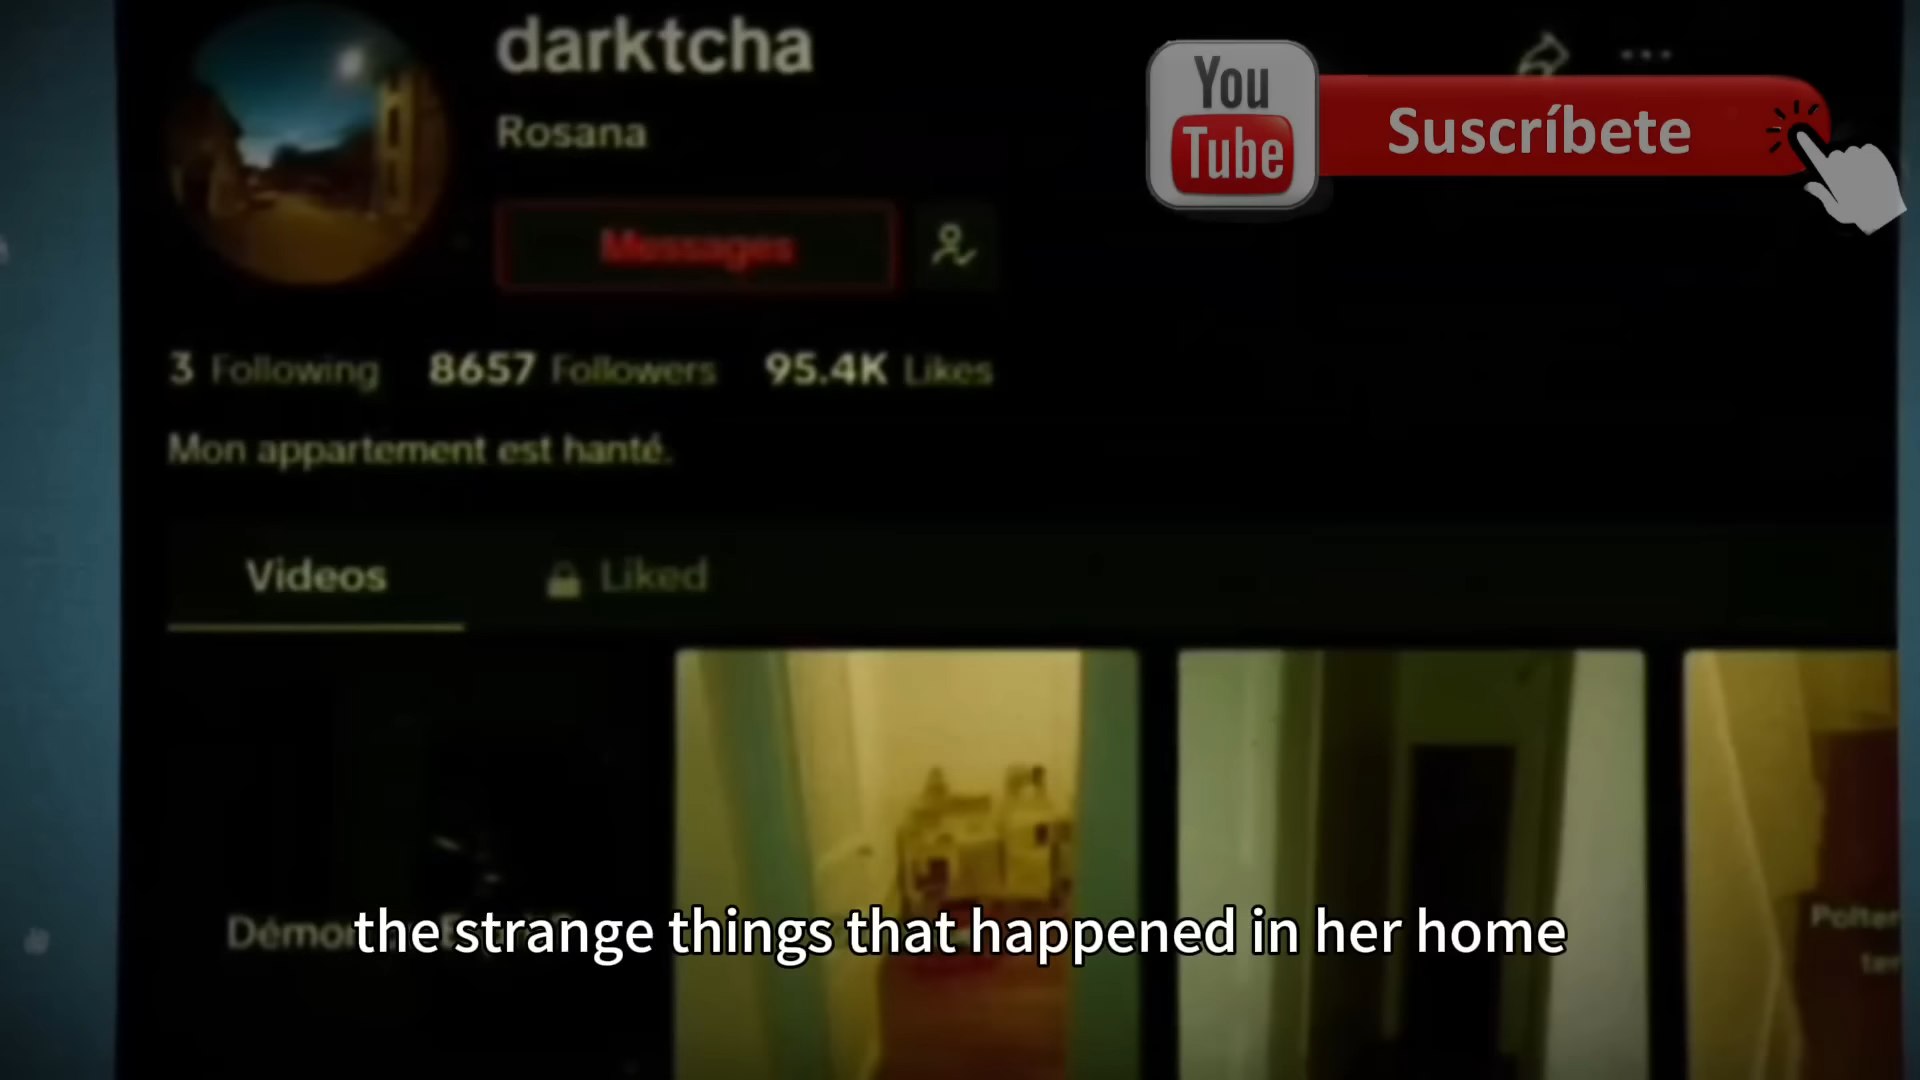 darktcha
Rosana
You
Tube
Suscríbete
Messages
3 Following 8657 Followers 95.4K Likes
Mon appartement est hanté.
Videos
Liked
the strange things that happened in her home